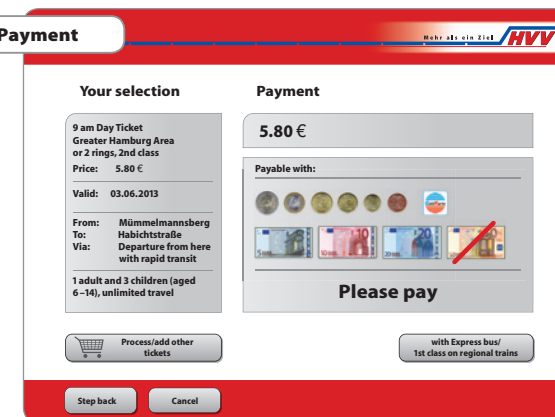 Payment
Mehr als ein Ziel HVV
Your selection
Payment
9 am Day Ticket
Greater Hamburg Area
or 2 rings, 2nd class
Price: 5.80 €
Valid: 03.06.2013
From: Mümmelmannsberg
To: Habichtstraße
Via: Departure from here
with rapid transit
1 adult and 3 children (aged
6–14), unlimited travel
5.80 €
Payable with:
Please pay
Process/add other
tickets
with Express bus/
1st class on regional trains
Step back
Cancel